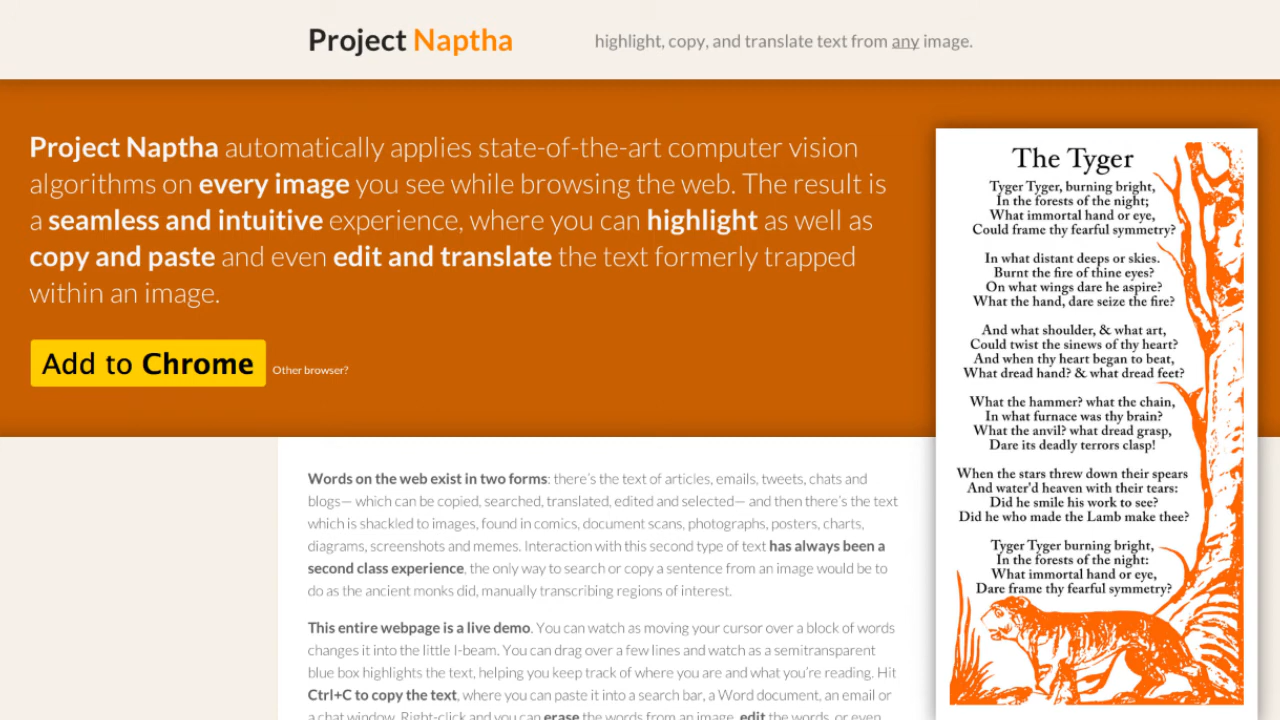 Project Naptha
highlight, copy, and translate text from any image.
Project Naptha automatically applies state-of-the-art computer vision
algorithms on every image you see while browsing the web. The result is
a seamless and intuitive experience, where you can highlight as well as
copy and paste and even edit and translate the text formerly trapped
within an image.
Add to Chrome
Other browser?
Words on the web exist in two forms: there's the text of articles, emails, tweets, chats and
blogs— which can be copied, searched, translated, edited and selected— and then there's the text
which is shackled to images, found in comics, document scans, photographs, posters, charts,
diagrams, screenshots and memes. Interaction with this second type of text has always been a
second class experience, the only way to search or copy a sentence from an image would be to
do as the ancient monks did, manually transcribing regions of interest.
This entire webpage is a live demo. You can watch as moving your cursor over a block of words
changes it into the little I-beam. You can drag over a few lines and watch as a semitransparent
blue box highlights the text, helping you keep track of where you are and what you're reading. Hit
Ctrl+C to copy the text, where you can paste it into a search bar, a Word document, an email or
a chat window. Right-click and you can erase the words from an image, edit the words, or even
The Tyger
Tyger Tyger, burning bright,
In the forests of the night;
What immortal hand or eye,
Could frame thy fearful symmetry?
In what distant deeps or skies.
Burnt the fire of thine eyes?
On what wings dare he aspire?
What the hand, dare seize the fire?
And what shoulder, & what art,
Could twist the sinews of thy heart?
And when thy heart began to beat,
What dread hand? & what dread feet?
What the hammer? what the chain,
In what furnace was thy brain?
What the anvil? what dread grasp,
Dare its deadly terrors clasp!
When the stars threw down their spears
And water'd heaven with their tears:
Did he smile his work to see?
Did he who made the Lamb make thee?
Tyger Tyger burning bright,
In the forests of the night:
What immortal hand or eye,
Dare frame thy fearful symmetry?